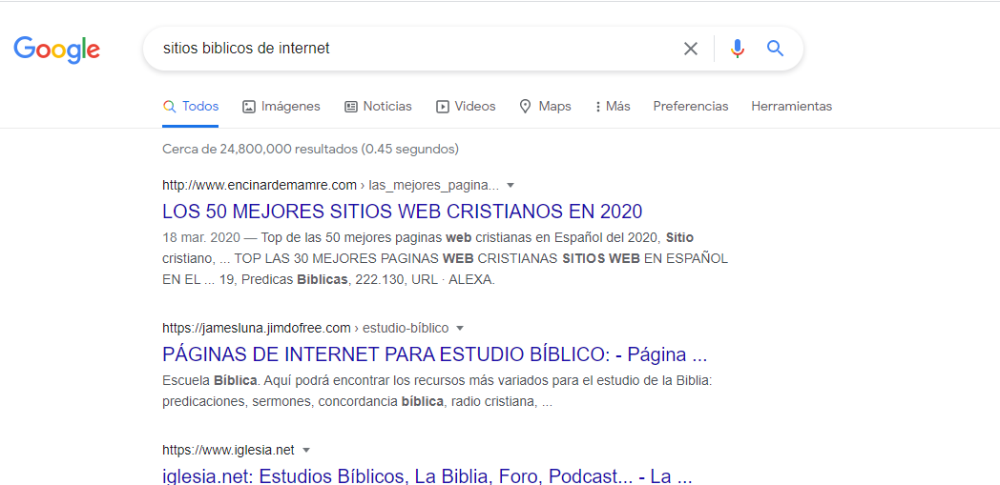 Google
sitios biblicos de internet
Todos Imágenes Noticias Videos Maps Más Preferencias Herramientas
Cerca de 24,800,000 resultados (0.45 segundos)
http://www.encinardemamre.com › las_mejores_pagina...
LOS 50 MEJORES SITIOS WEB CRISTIANOS EN 2020
18 mar. 2020 — Top de las 50 mejores paginas web cristianas en Español del 2020, Sitio
cristiano, ... TOP LAS 30 MEJORES PAGINAS WEB CRISTIANAS SITIOS WEB EN ESPAÑOL
EN EL ... 19, Predicas Biblicas, 222.130, URL · ALEXA.
https://jamesluna.jimdofree.com › estudio-bíblico
PÁGINAS DE INTERNET PARA ESTUDIO BÍBLICO: - Página ...
Escuela Bíblica. Aquí podrá encontrar los recursos más variados para el estudio de la Biblia:
predicaciones, sermones, concordancia bíblica, radio cristiana, ...
https://www.iglesia.net
iglesia.net: Estudios Bíblicos, La Biblia, Foro, Podcast... - La ...